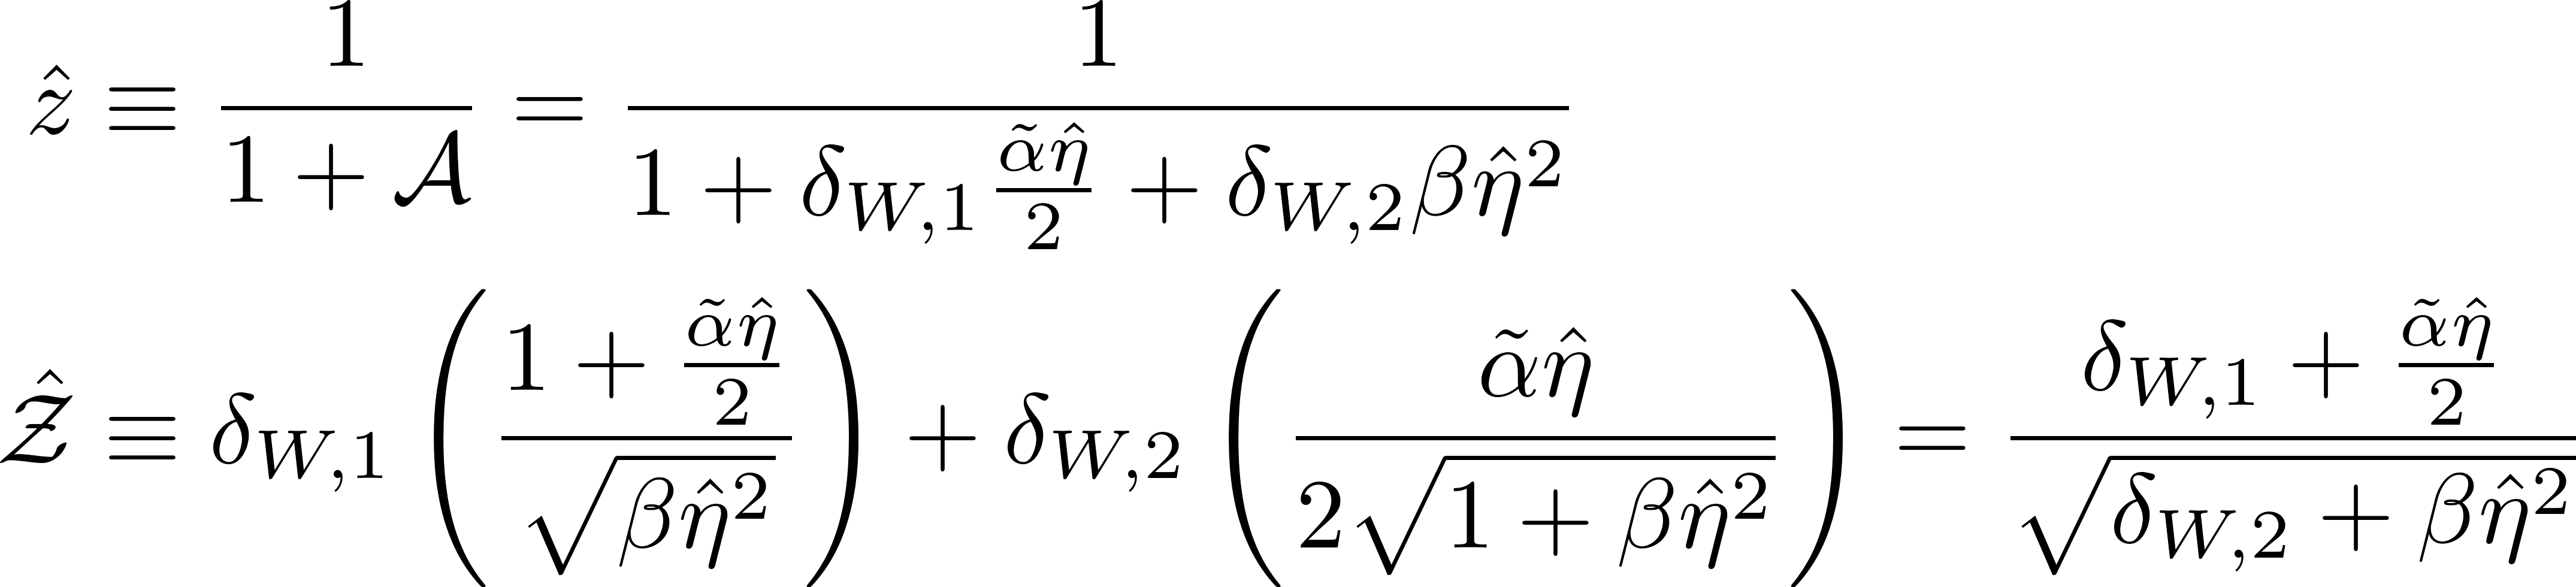 \hat{z} \equiv \frac{1}{1 + \mathcal{A}} = \frac{1}{1 + \delta_{W,1} \frac{\tilde{\alpha}\hat{\eta}}{2} + \delta_{W,2} \beta \hat{\eta}^2}
\hat{\mathcal{Z}} \equiv \delta_{W,1} \left( \frac{1 + \frac{\tilde{\alpha}\hat{\eta}}{2}}{\sqrt{\beta \hat{\eta}^2}} \right) + \delta_{W,2} \left( \frac{\tilde{\alpha}\hat{\eta}}{2\sqrt{1 + \beta \hat{\eta}^2}} \right) = \frac{\delta_{W,1} + \frac{\tilde{\alpha}\hat{\eta}}{2}}{\sqrt{\delta_{W,2} + \beta \hat{\eta}^2}}